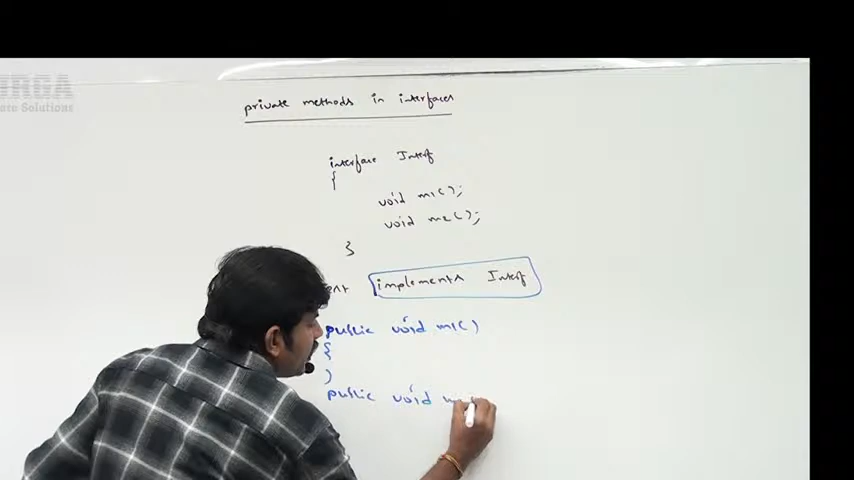 private methods in interfaces
interface Interf
{
void m1();
void m2();
}
implements Interf
public void m1()
{
}
public void